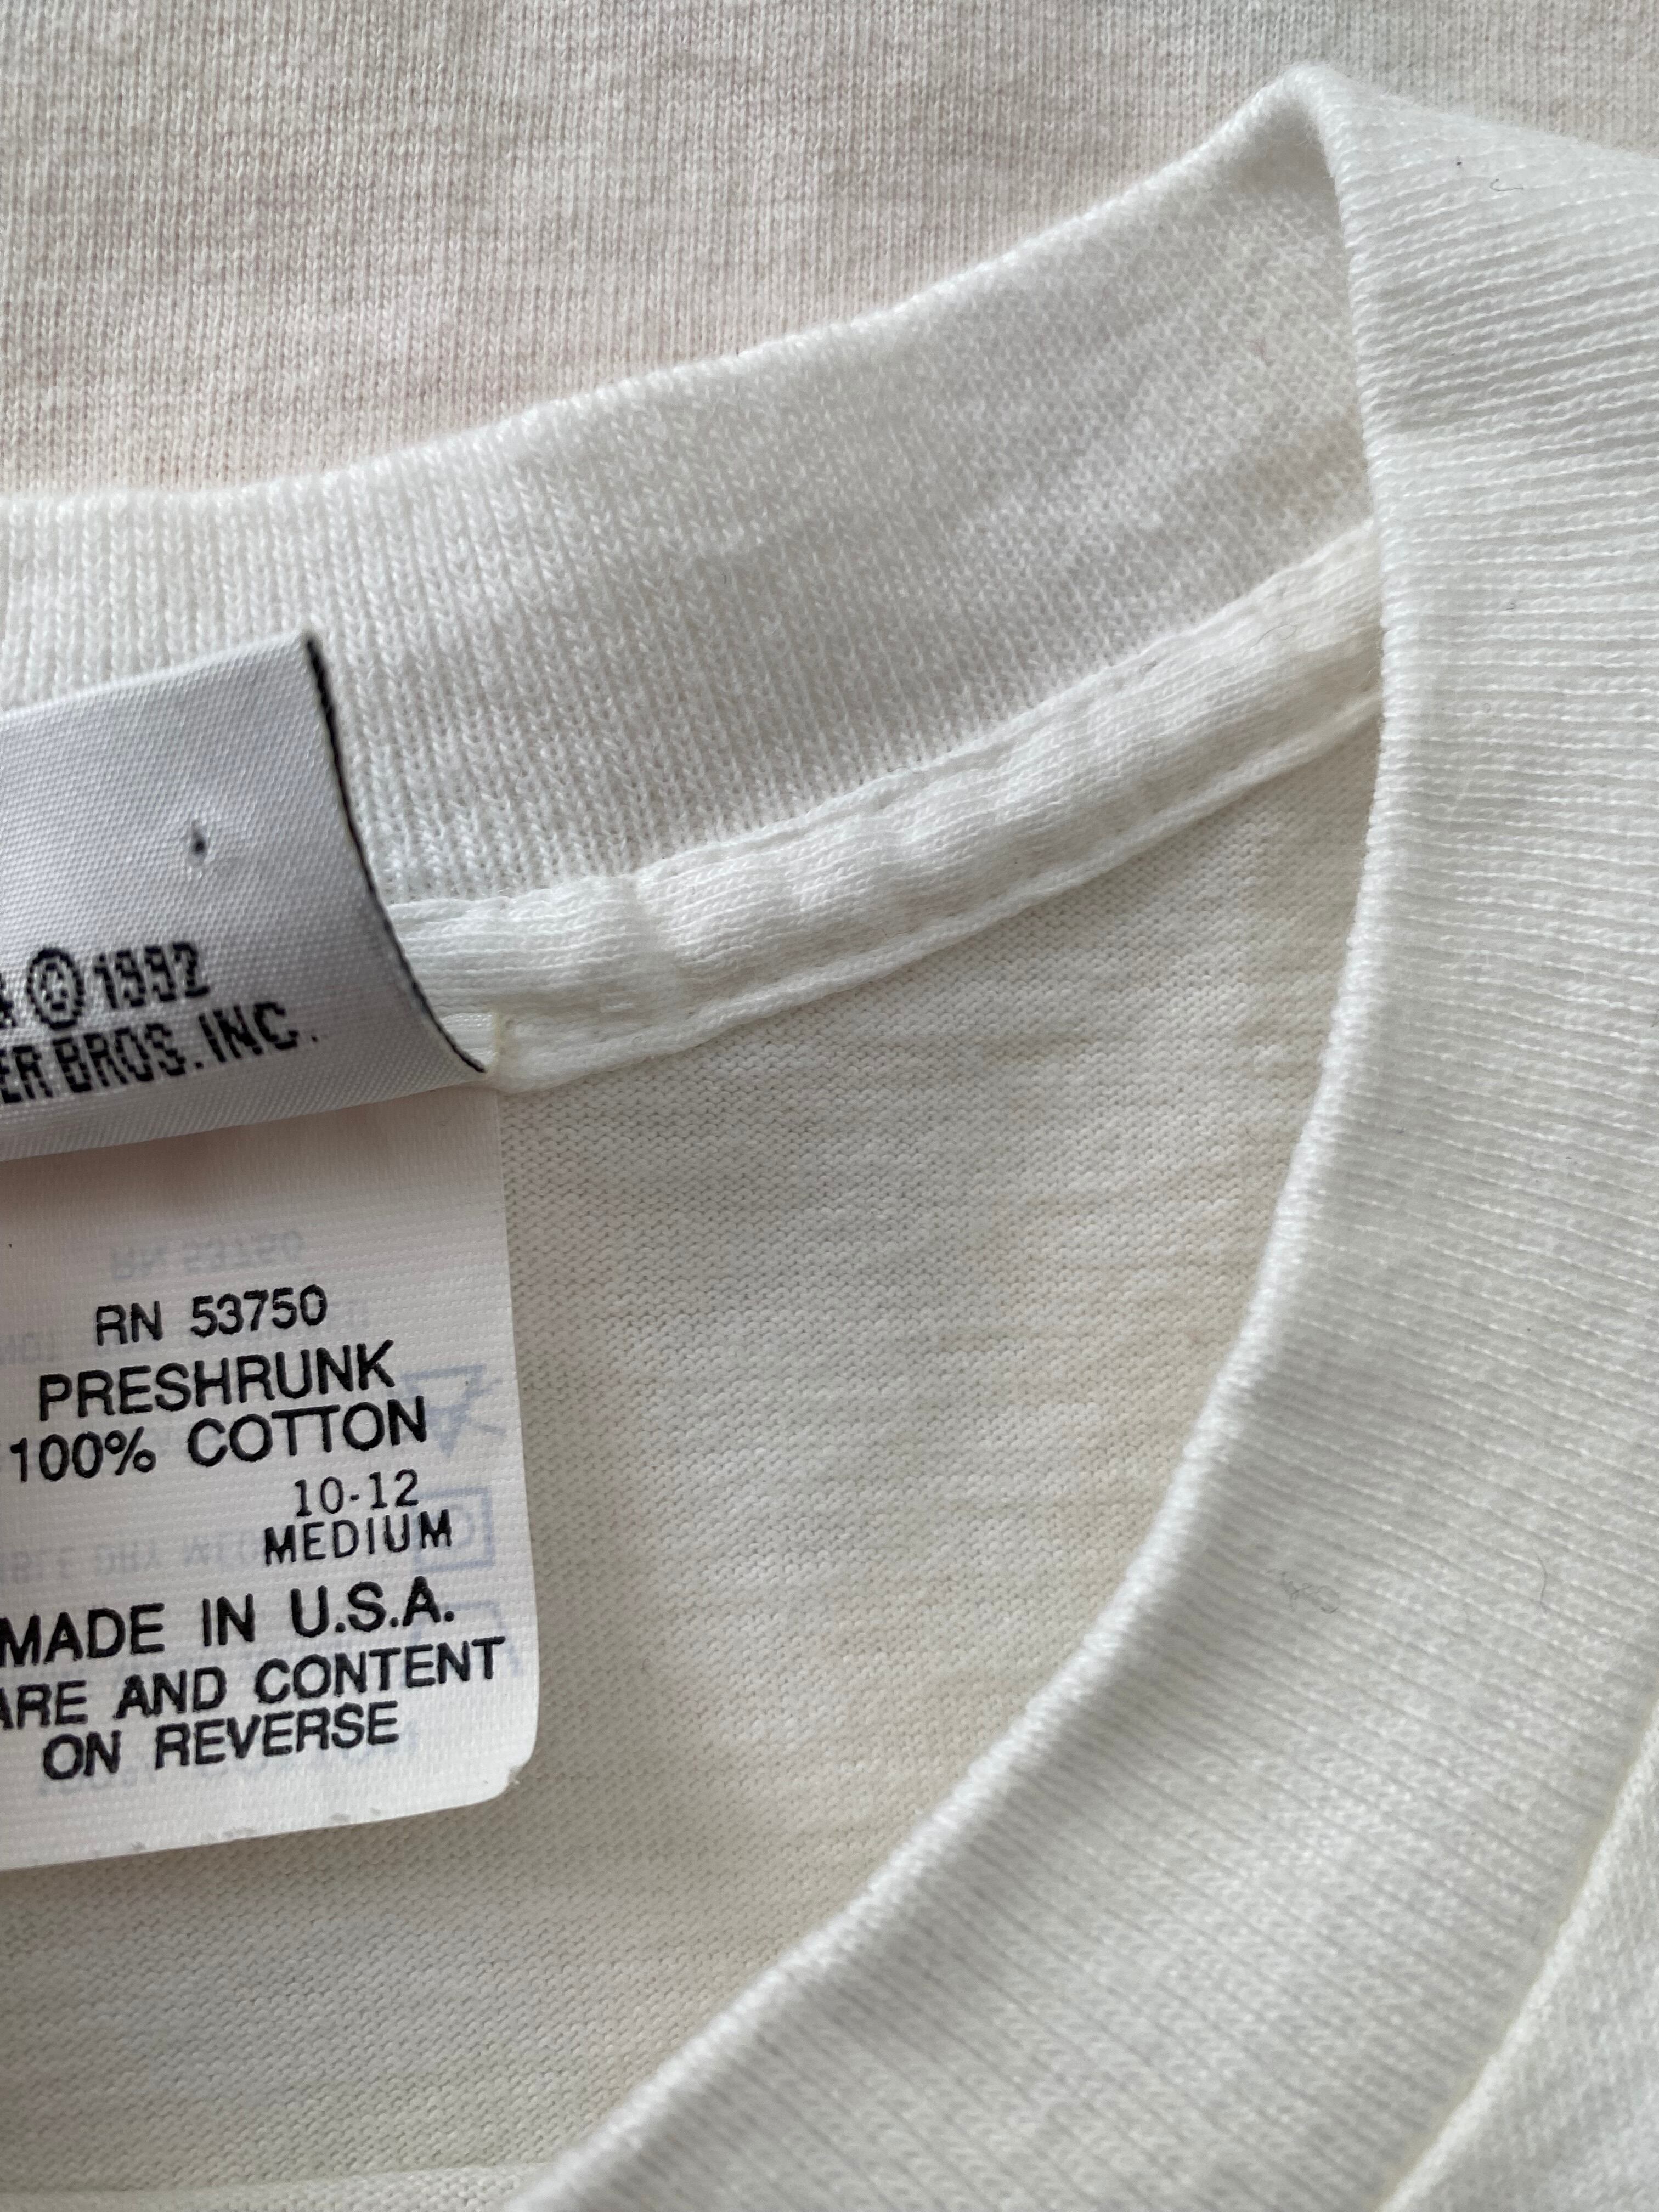 © 1992
ER BROS. INC.
RN 53750
PRESHRUNK
100% COTTON
10-12
MEDIUM
MADE IN U.S.A.
ARE AND CONTENT
ON REVERSE